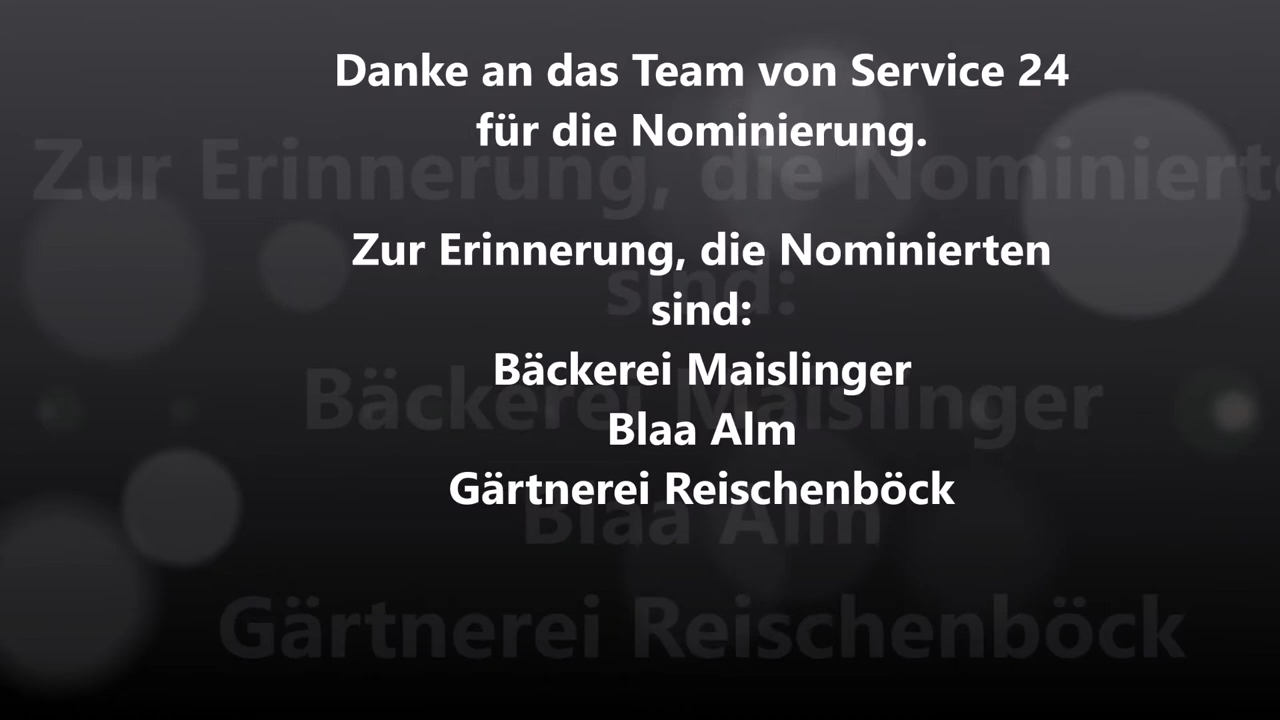 Danke an das Team von Service 24
für die Nominierung.
Zur Erinnerung, die Nominierten
sind:
Bäckerei Maislinger
Blaa Alm
Gärtnerei Reischenböck